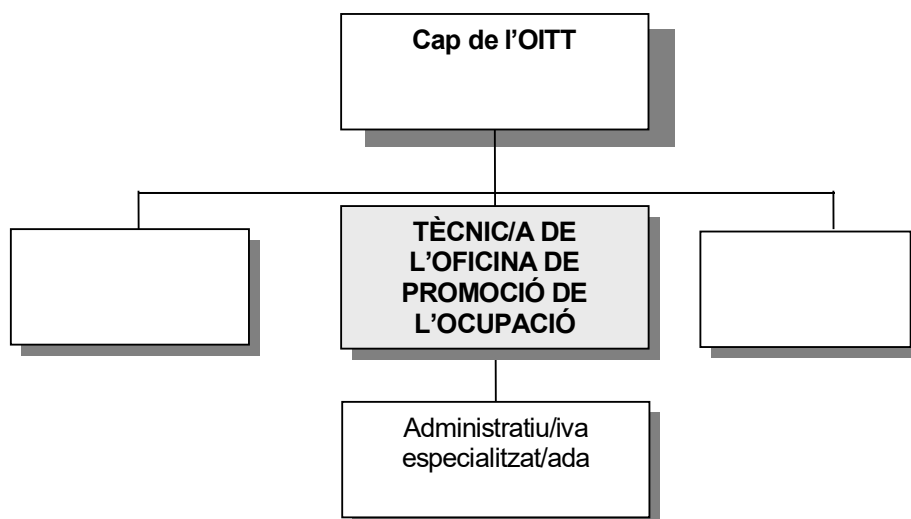 Cap de l’OITT
TÈCNIC/A DE
L’OFICINA DE
PROMOCIÓ DE
L’OCUPACIÓ
Administratiu/iva
especialitzat/ada